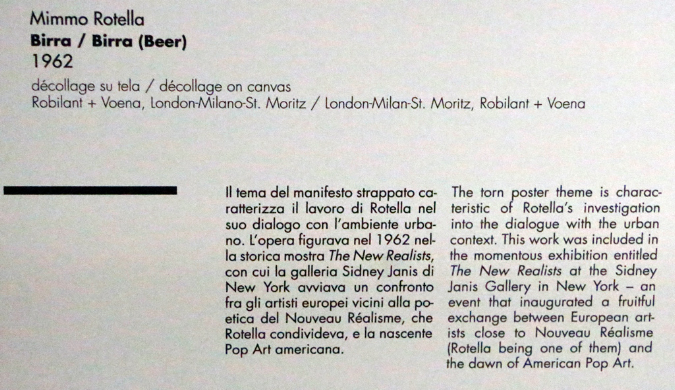 Mimmo Rotella
Birra / Birra (Beer)
1962
décollage su tela / décollage on canvas
Robilant + Voena, London-Milano-St. Moritz / London-Milan-St. Moritz, Robilant + Voena
Il tema del manifesto strappato ca-
ratterizza il lavoro di Rotella nel
suo dialogo con l'ambiente urba-
no. L'opera figurava nel 1962 nel-
la storica mostra The New Realists,
con cui la galleria Sidney Janis di
New York avviava un confronto
fra gli artisti europei vicini alla po-
etica del Nouveau Réalisme, che
Rotella condivideva, e la nascente
Pop Art americana.
The torn poster theme is charac-
teristic of Rotella's investigation
into the dialogue with the urban
context. This work was included in
the momentous exhibition entitled
The New Realists at the Sidney
Janis Gallery in New York – an
event that inaugurated a fruitful
exchange between European art-
ists close to Nouveau Réalisme
(Rotella being one of them) and
the dawn of American Pop Art.